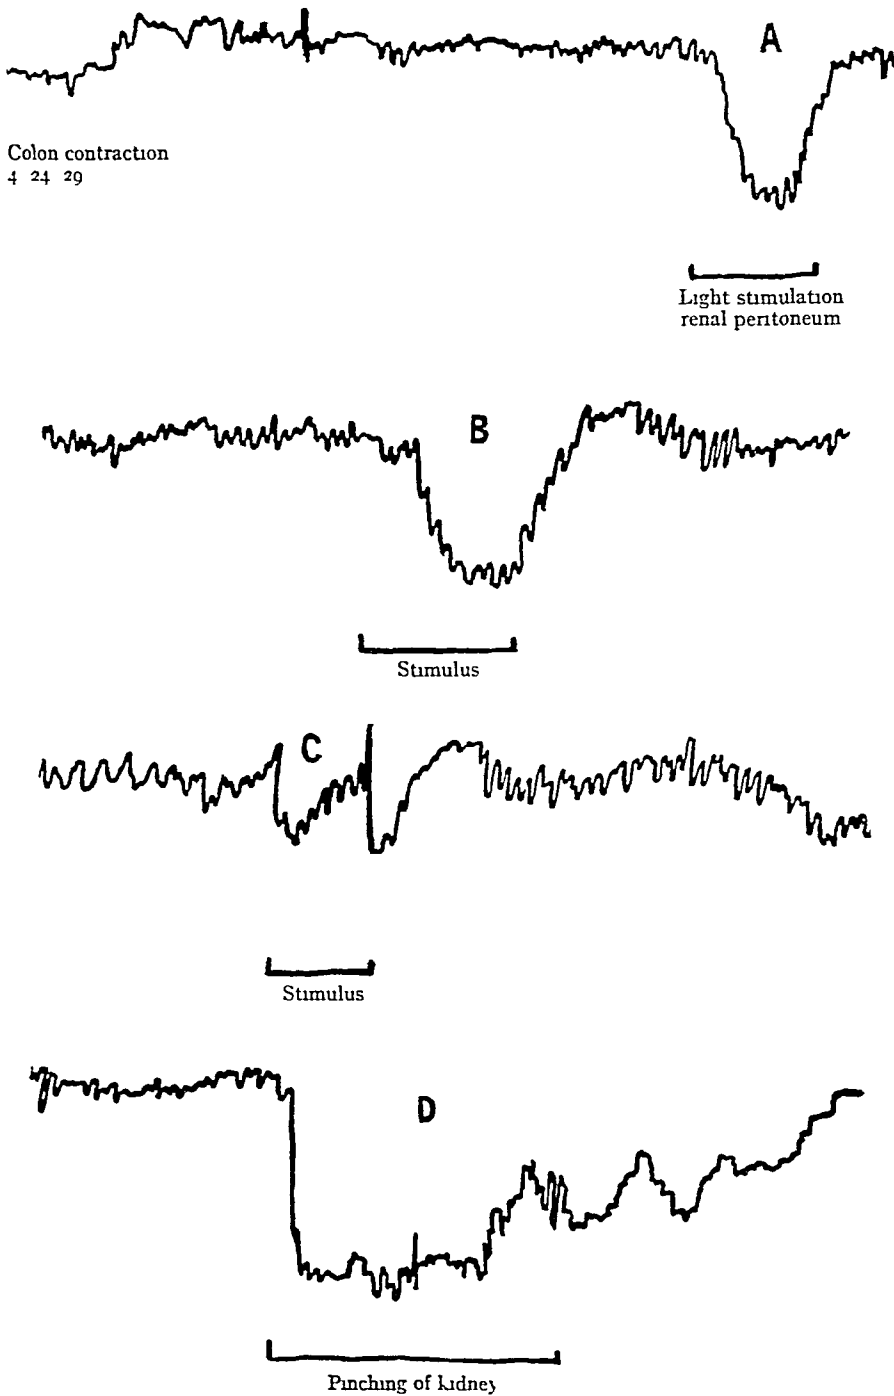 A
Colon contraction
4 24 29
Light stimulation
renal peritoneum
B
Stimulus
C
Stimulus
D
Pinching of kidney